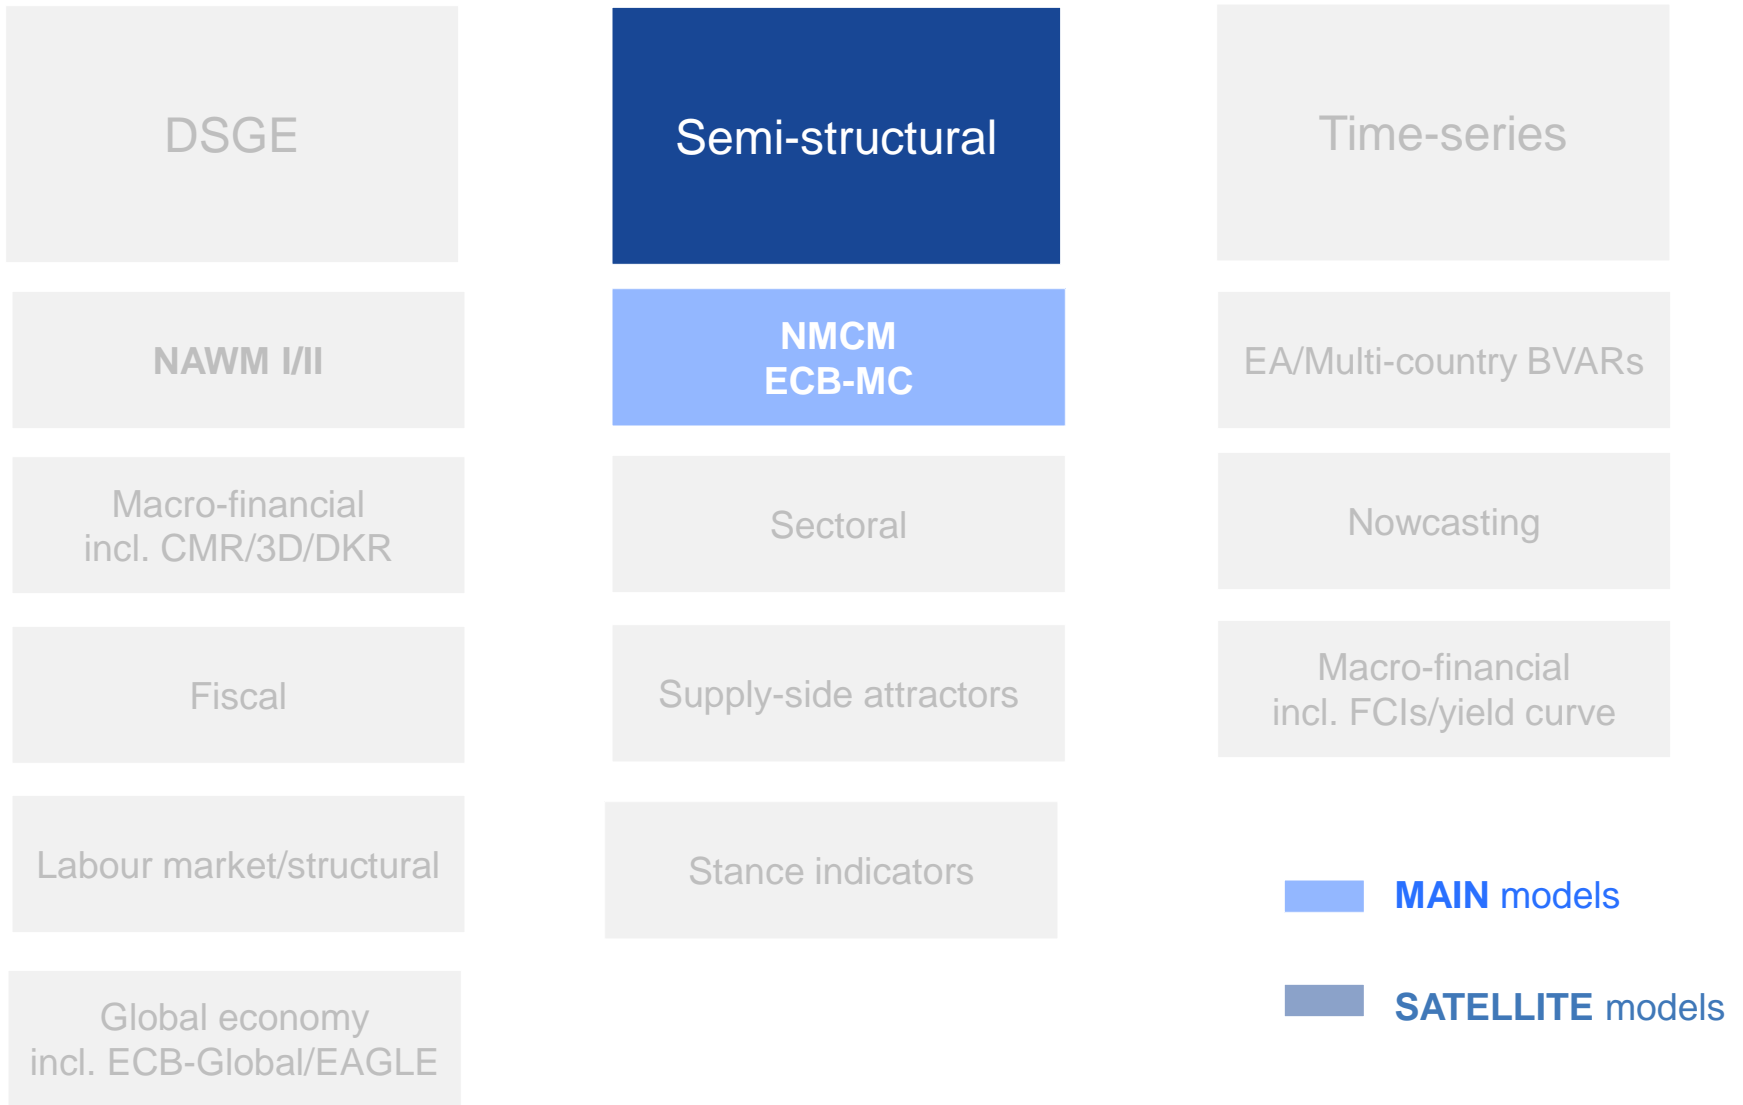 DSGE
Semi-structural
Time-series
NAWM I/II
NMCM
ECB-MC
EA/Multi-country BVARs
Macro-financial
incl. CMR/3D/DKR
Sectoral
Nowcasting
Fiscal
Supply-side attractors
Macro-financial
incl. FCIs/yield curve
Labour market/structural
Stance indicators
MAIN models
Global economy
incl. ECB-Global/EAGLE
SATELLITE models